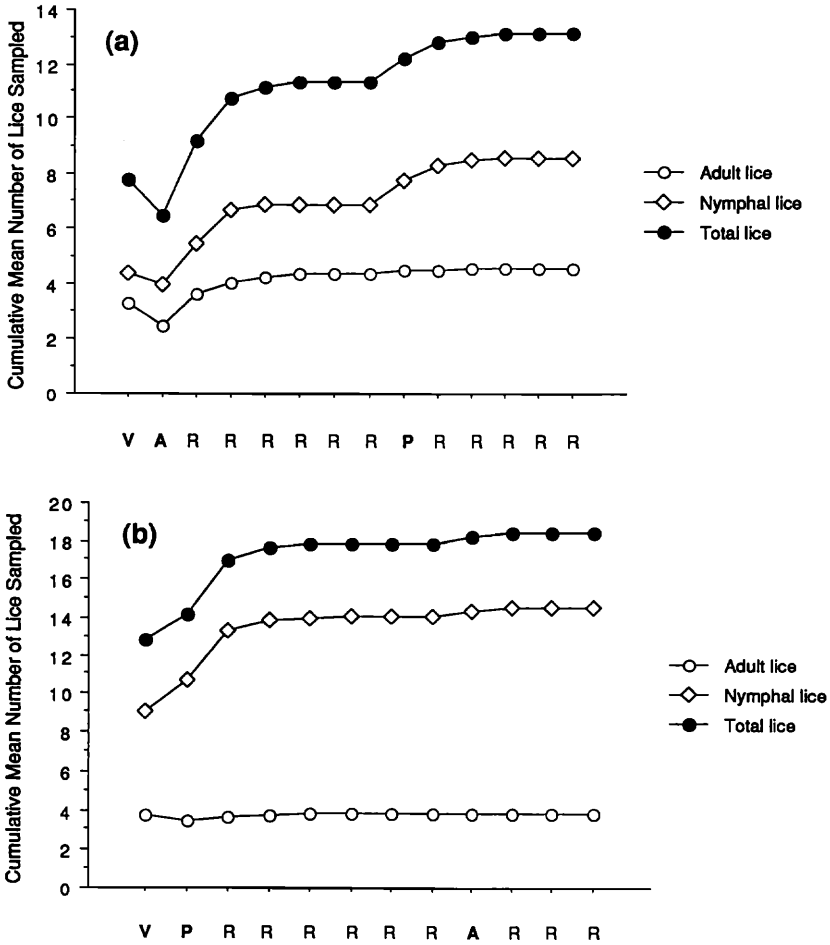 (a)
Cumulative Mean Number of Lice Sampled
14
12
10
8
6
4
2
0
V A R R R R R R P R R R R R
Adult lice
Nymphal lice
Total lice
(b)
Cumulative Mean Number of Lice Sampled
20
18
16
14
12
10
8
6
4
2
0
V P R R R R R R A R R R
Adult lice
Nymphal lice
Total lice